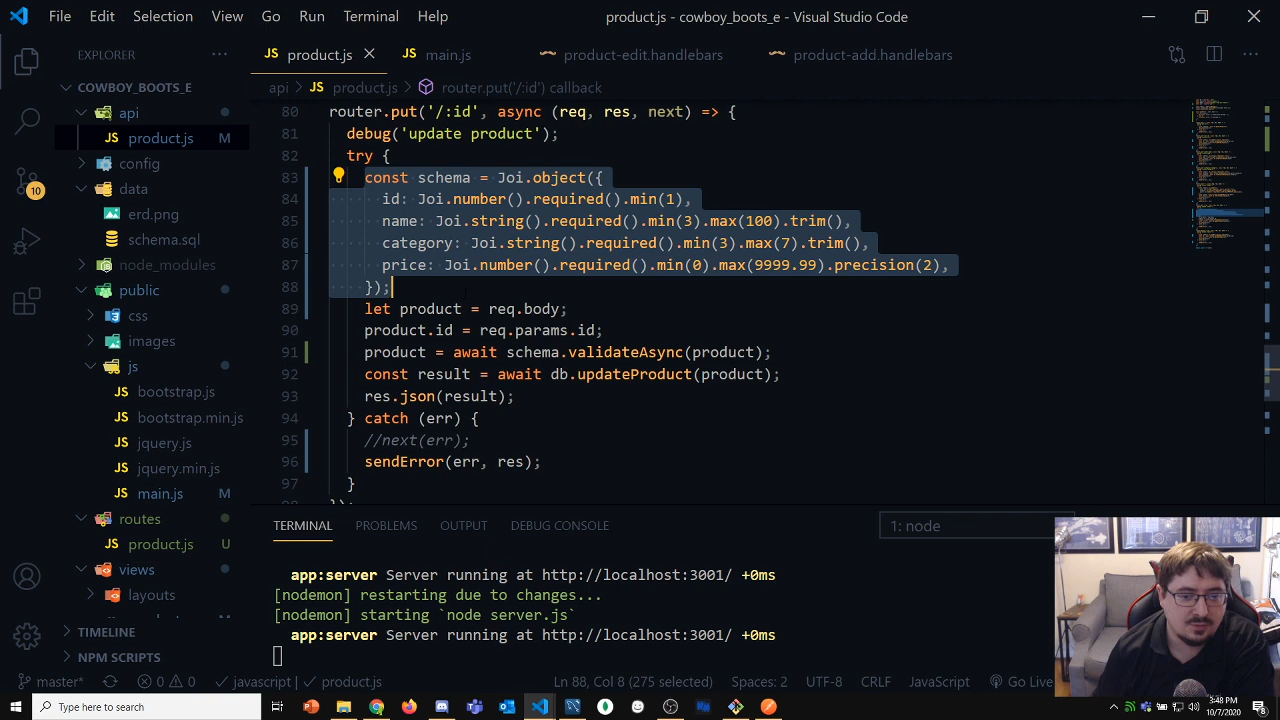 File Edit Selection View Go Run Terminal Help product.js - cowboy_boots_e - Visual Studio Code
EXPLORER
JS product.js
JS main.js
product-edit.handlebars
product-add.handlebars
COWBOY_BOOTS_E
api > JS product.js > router.put('/:id') callback
api
JS product.js M
config
data
erd.png
schema.sql
node_modules
public
css
images
js
JS bootstrap.js
JS bootstrap.min.js
JS jquery.js
JS jquery.min.js
JS main.js M
routes
JS product.js U
views
layouts
TIMELINE
NPM SCRIPTS
10
80 router.put('/:id', async (req, res, next) => {
81 debug('update product');
82 try {
83 const schema = Joi.object({
84 id: Joi.number().required().min(1),
85 name: Joi.string().required().min(3).max(100).trim(),
86 category: Joi.string().required().min(3).max(7).trim(),
87 price: Joi.number().required().min(0).max(9999.99).precision(2),
88 });
89 let product = req.body;
90 product.id = req.params.id;
91 product = await schema.validateAsync(product);
92 const result = await db.updateProduct(product);
93 res.json(result);
94 } catch (err) {
95 //next(err);
96 sendError(err, res);
97 }
TERMINAL PROBLEMS OUTPUT DEBUG CONSOLE 1: node
app:server Server running at http://localhost:3001/ +0ms
[nodemon] restarting due to changes...
[nodemon] starting `node server.js`
app:server Server running at http://localhost:3001/ +0ms
master* 0 0 javascript product.js Ln 88, Col 8 (275 selected) Spaces: 2 UTF-8 CRLF JavaScript Go Live
Type here to search
5:48 PM
10/7/2020